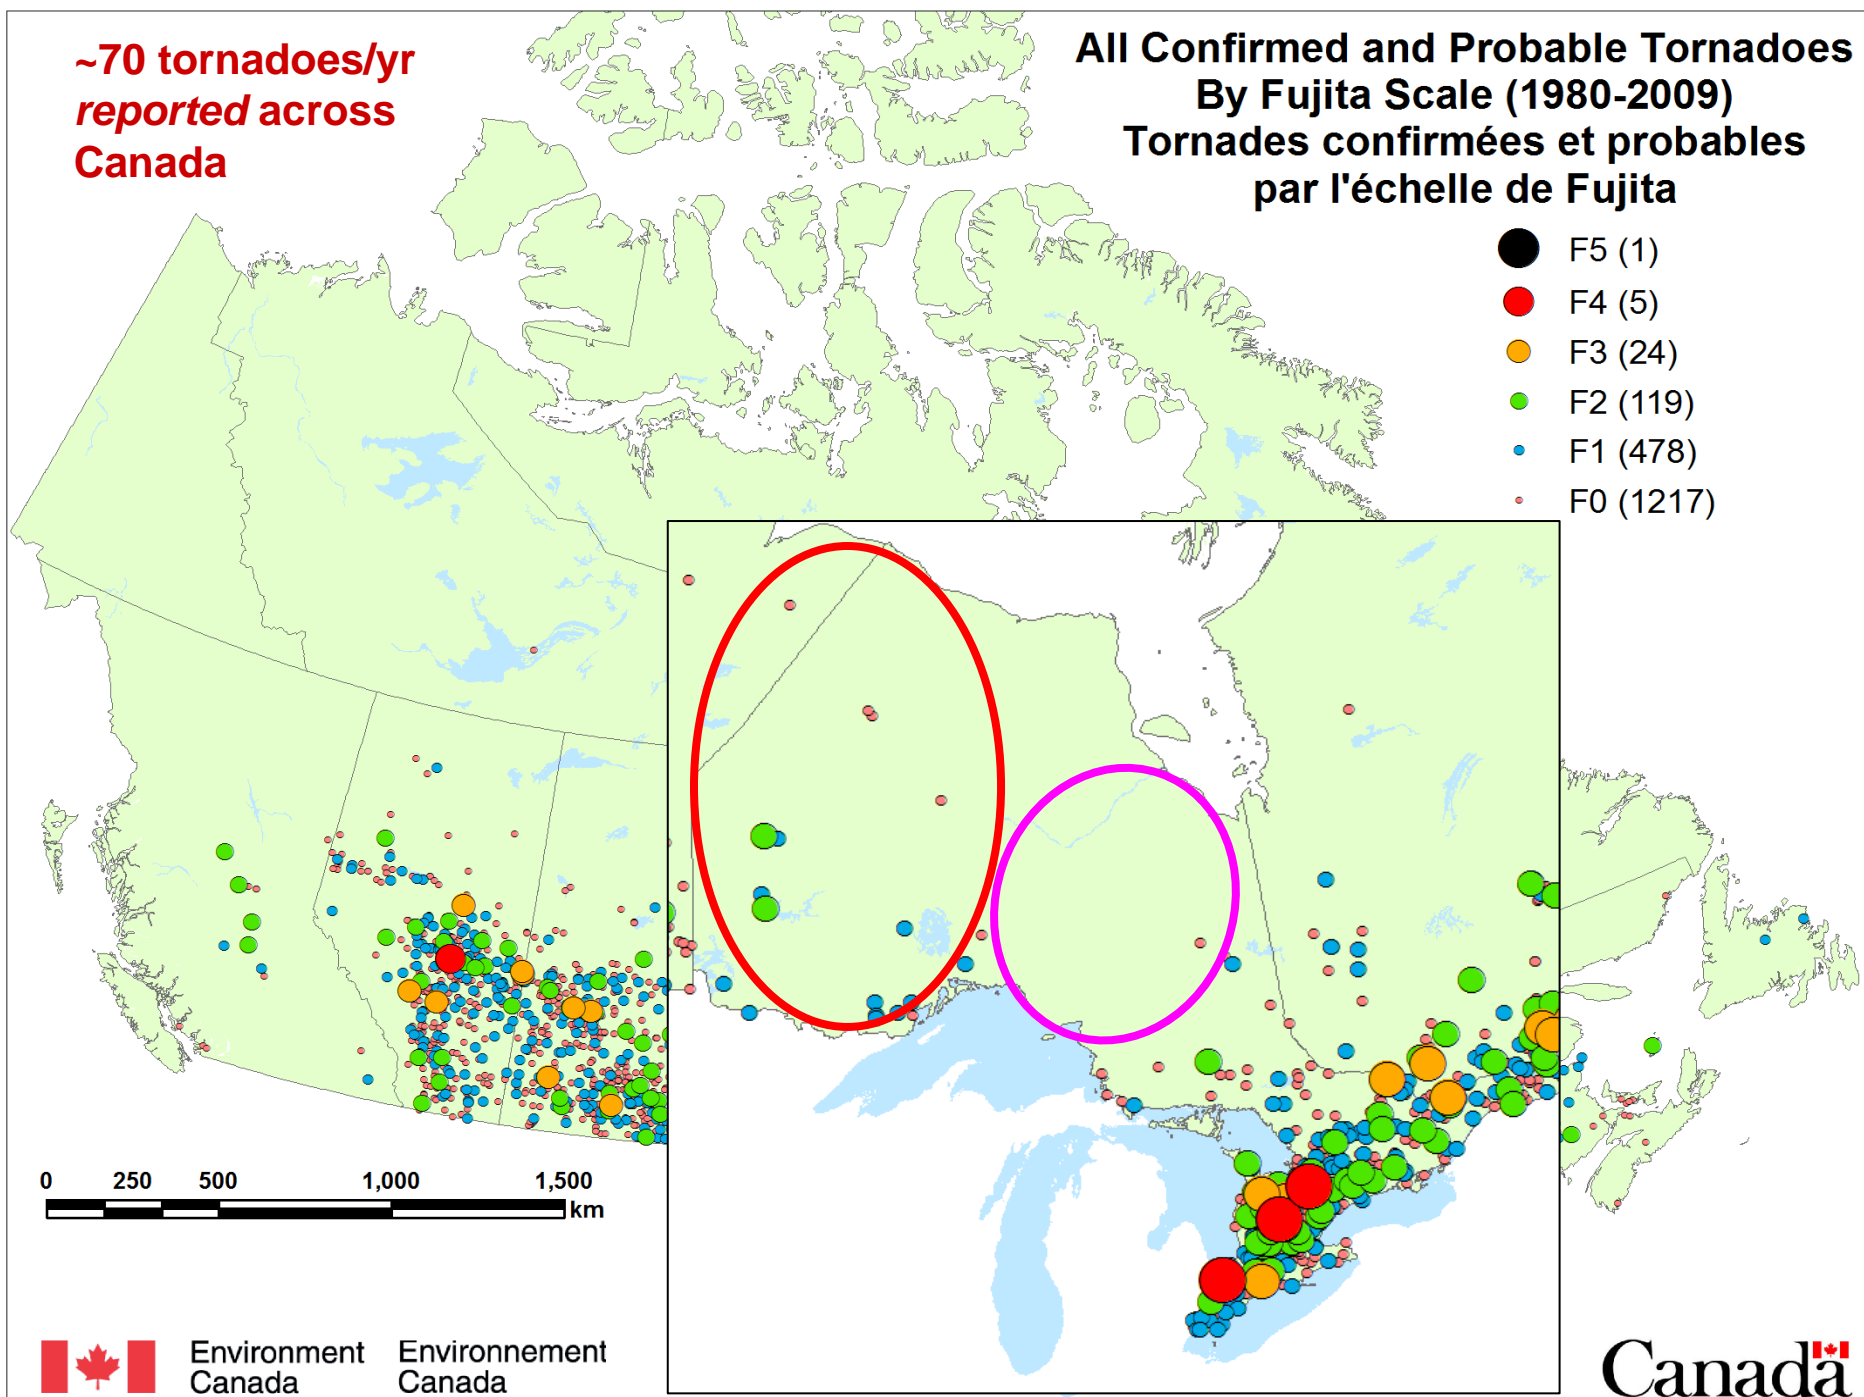 ~70 tornadoes/yr
reported across
Canada
All Confirmed and Probable Tornadoes
By Fujita Scale (1980-2009)
Tornades confirmées et probables
par l'échelle de Fujita
F5 (1)
F4 (5)
F3 (24)
F2 (119)
F1 (478)
F0 (1217)
0 250 500 1,000 1,500
km
Environment
Canada
Environnement
Canada
Canada